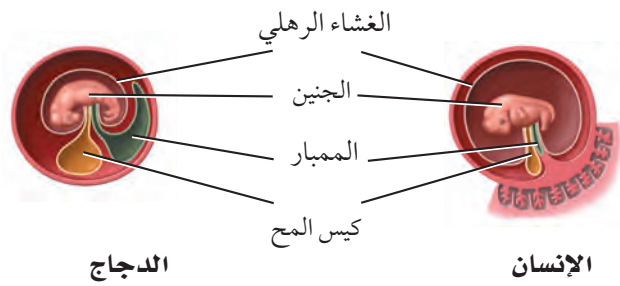 الغشاء الرهلي
الجنين
الممبار
كيس المح
الإنسان
الدجاج